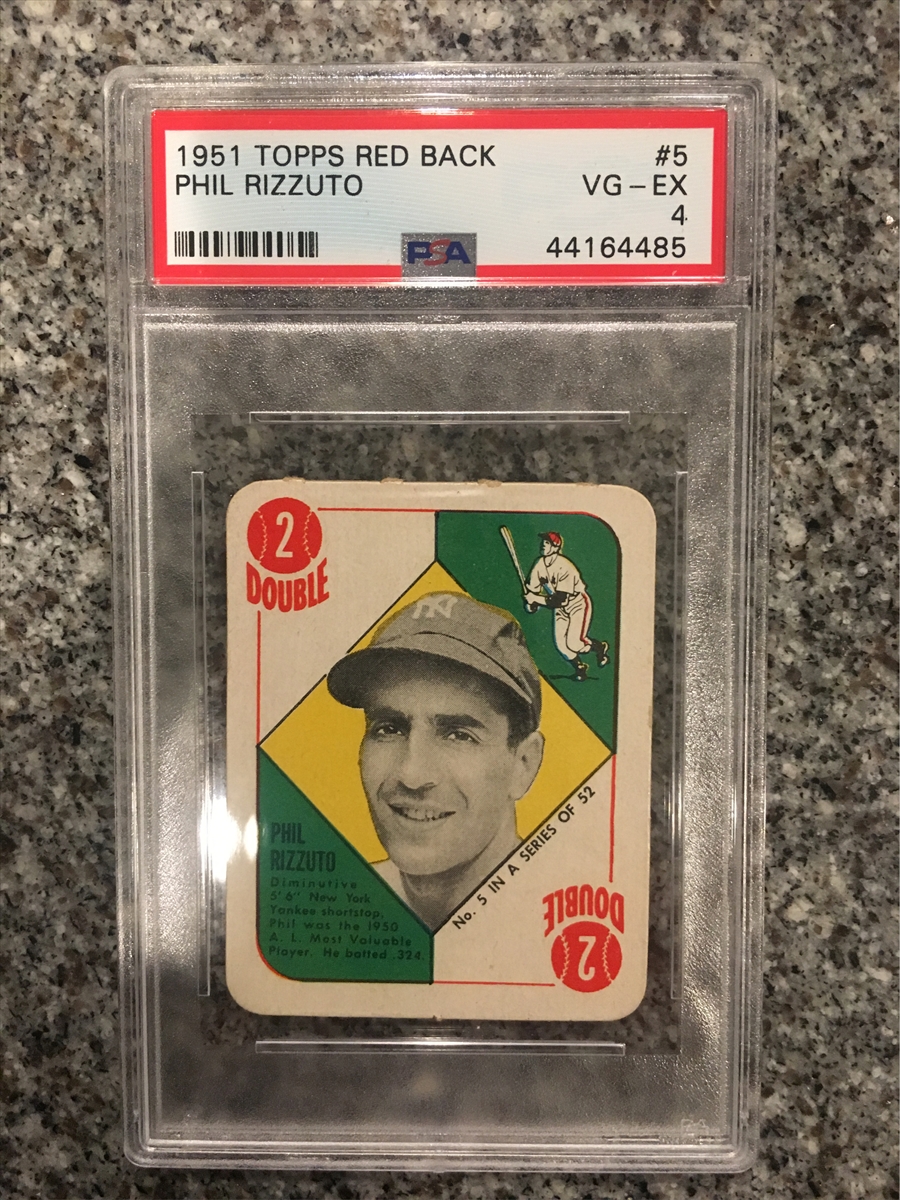 1951 TOPPS RED BACK #5
PHIL RIZZUTO VG – EX
4
PSA 44164485
2
DOUBLE
NY
PHIL
RIZZUTO
Diminutive
5' 6" New York
Yankee shortstop,
Phil was the 1950
A. L. Most Valuable
Player. He batted .324.
No. 5 IN A SERIES OF 52
DOUBLE
2